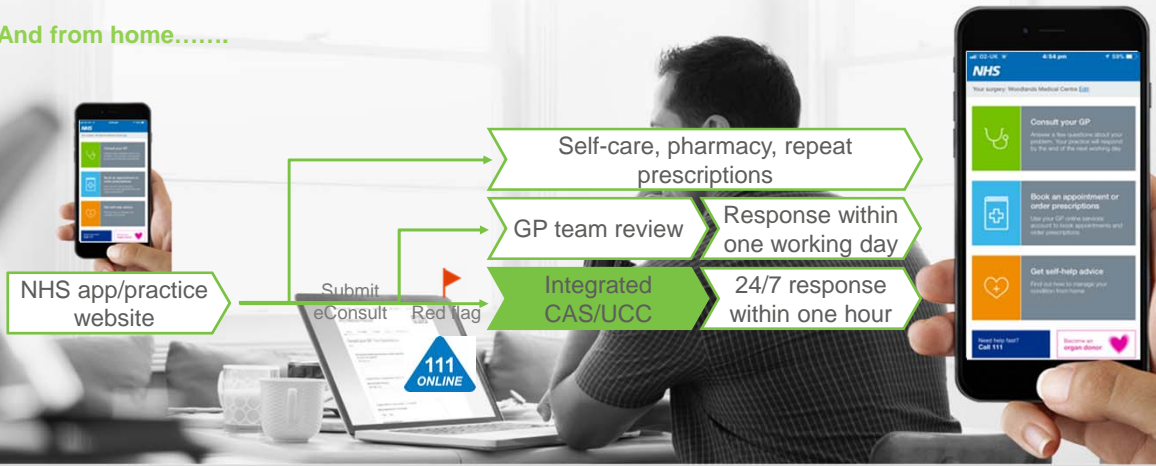 And from home…….
Self-care, pharmacy, repeat
prescriptions
GP team review
Response within
one working day
NHS app/practice
website
Submit
eConsult
Red flag
Integrated
CAS/UCC
24/7 response
within one hour
111
ONLINE
4:54 pm
NHS
Your surgery: Woodlands Medical Centre Edit
Consult your GP
Answer a few questions about your
problem. Your practice will respond
by the end of the next working day
Book an appointment or
order prescriptions
Use your GP online services
account to book appointments and
order prescriptions
Get self-help advice
Find out how to manage your
condition from home
Need help fast?
Call 111
Become an
organ donor